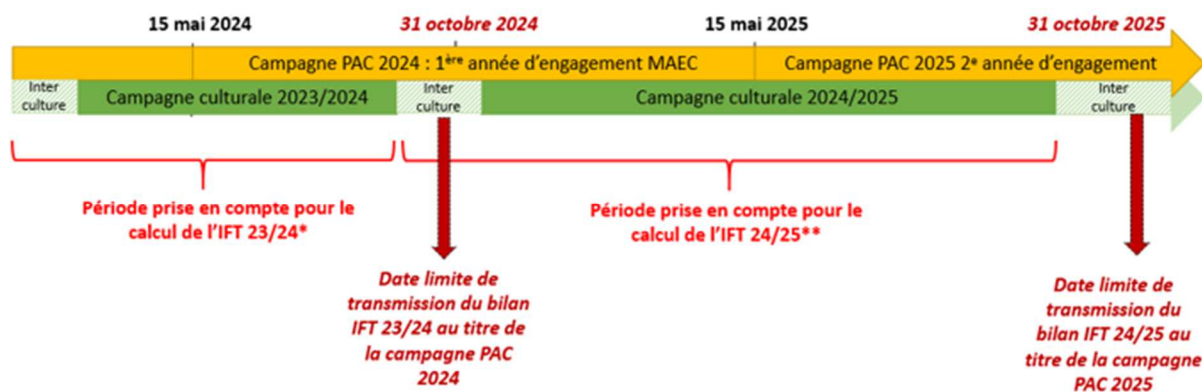 15 mai 2024
31 octobre 2024
15 mai 2025
31 octobre 2025
Campagne PAC 2024 : 1ère année d’engagement MAEC
Campagne PAC 2025 2e année d’engagement
Inter
culture
Campagne culturale 2023/2024
Inter
culture
Campagne culturale 2024/2025
Inter
culture
Période prise en compte pour le
calcul de l’IFT 23/24*
Période prise en compte pour le
calcul de l’IFT 24/25**
Date limite de
transmission du bilan
IFT 23/24 au titre de
la campagne PAC
2024
Date limite de
transmission du
bilan IFT 24/25 au
titre de la campagne
PAC 2025